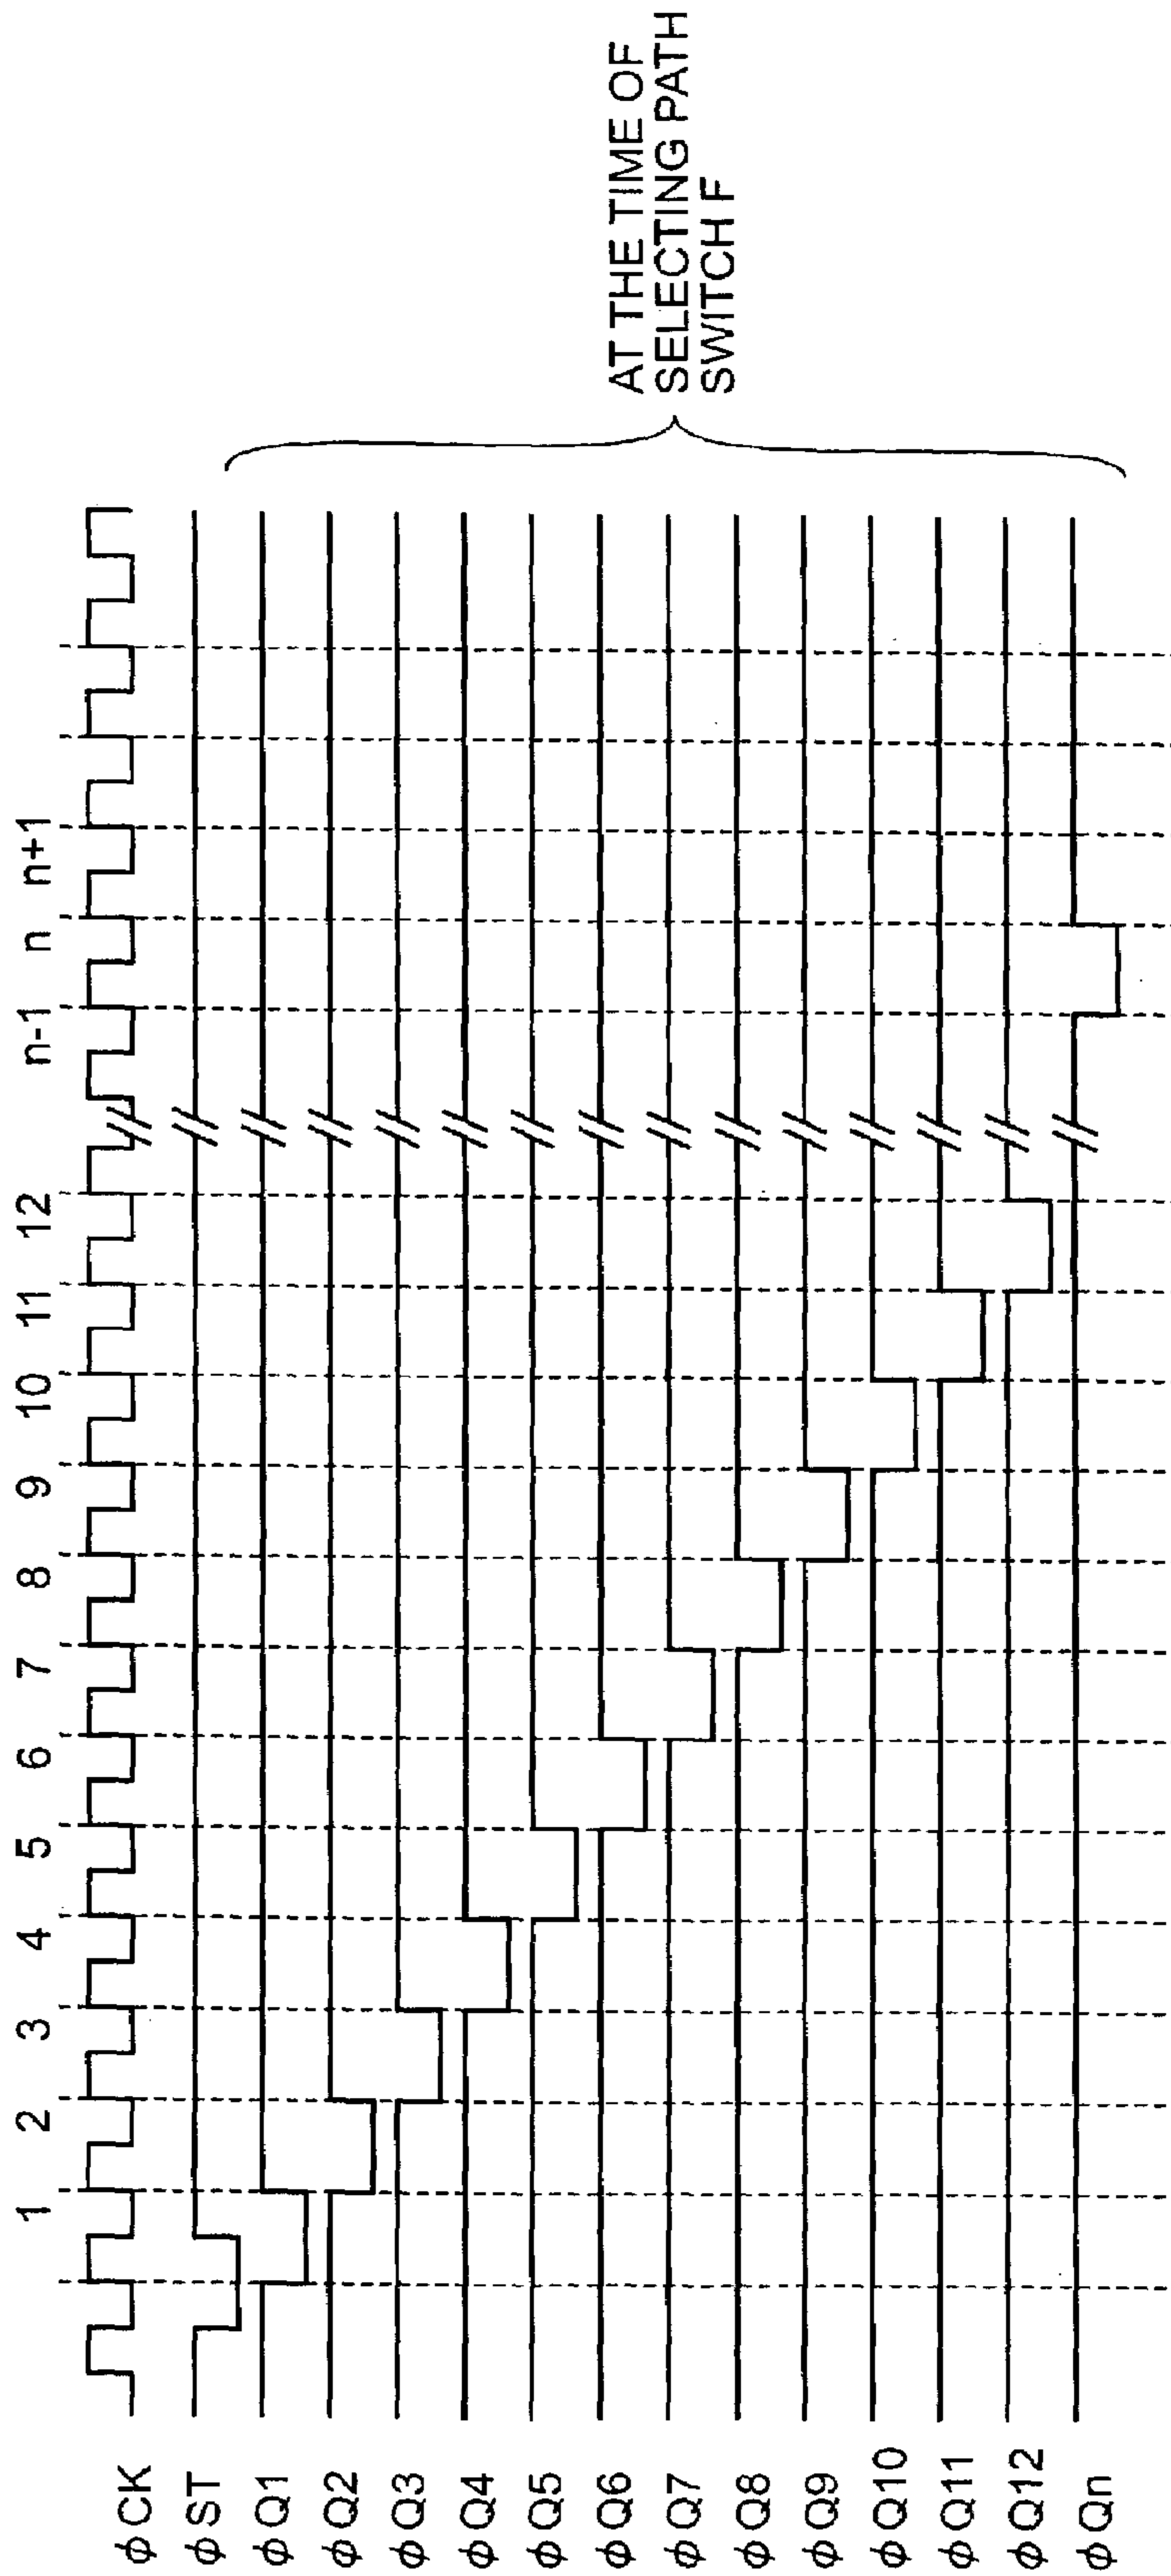 1 2 3 4 5 6 7 8 9 10 11 12 n-1 n n+1
φCK
φST
φQ1
φQ2
φQ3
φQ4
φQ5
φQ6
φQ7
φQ8
φQ9
φQ10
φQ11
φQ12
φQn
AT THE TIME OF
SELECTING PATH
SWITCH F